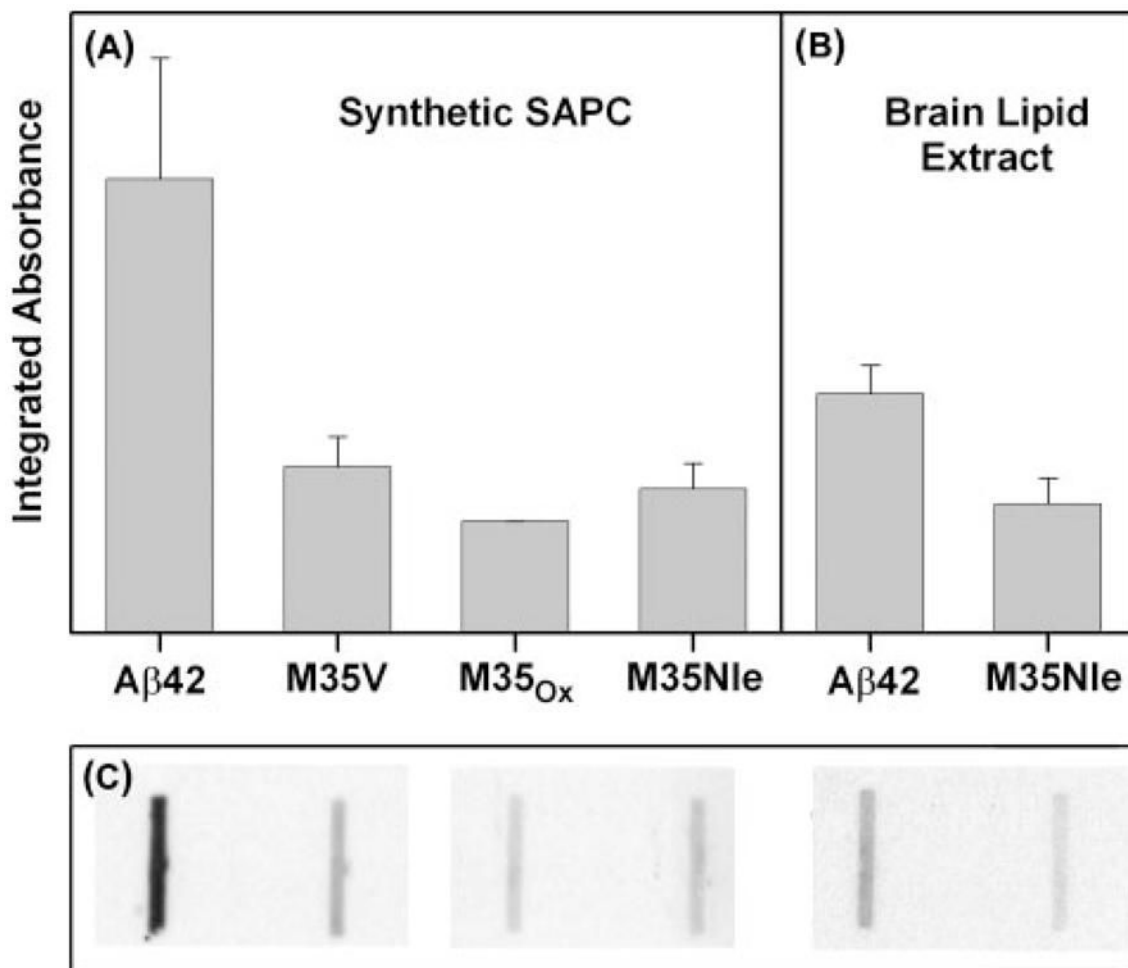 (A)
Synthetic SAPC
(B)
Brain Lipid
Extract
Integrated Absorbance
Aβ42 M35V M35Ox M35Nle Aβ42 M35Nle
(C)